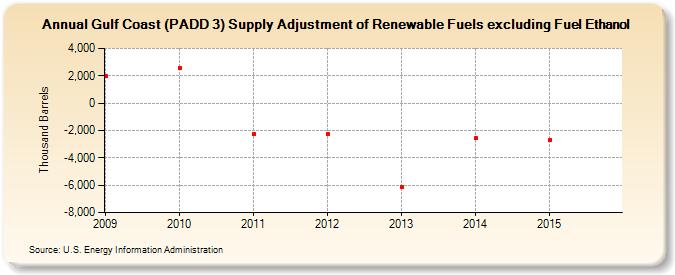 Annual Gulf Coast (PADD 3) Supply Adjustment of Renewable Fuels excluding Fuel Ethanol
Thousand Barrels
4,000
2,000
0
-2,000
-4,000
-6,000
-8,000
2009 2010 2011 2012 2013 2014 2015
Source: U.S. Energy Information Administration